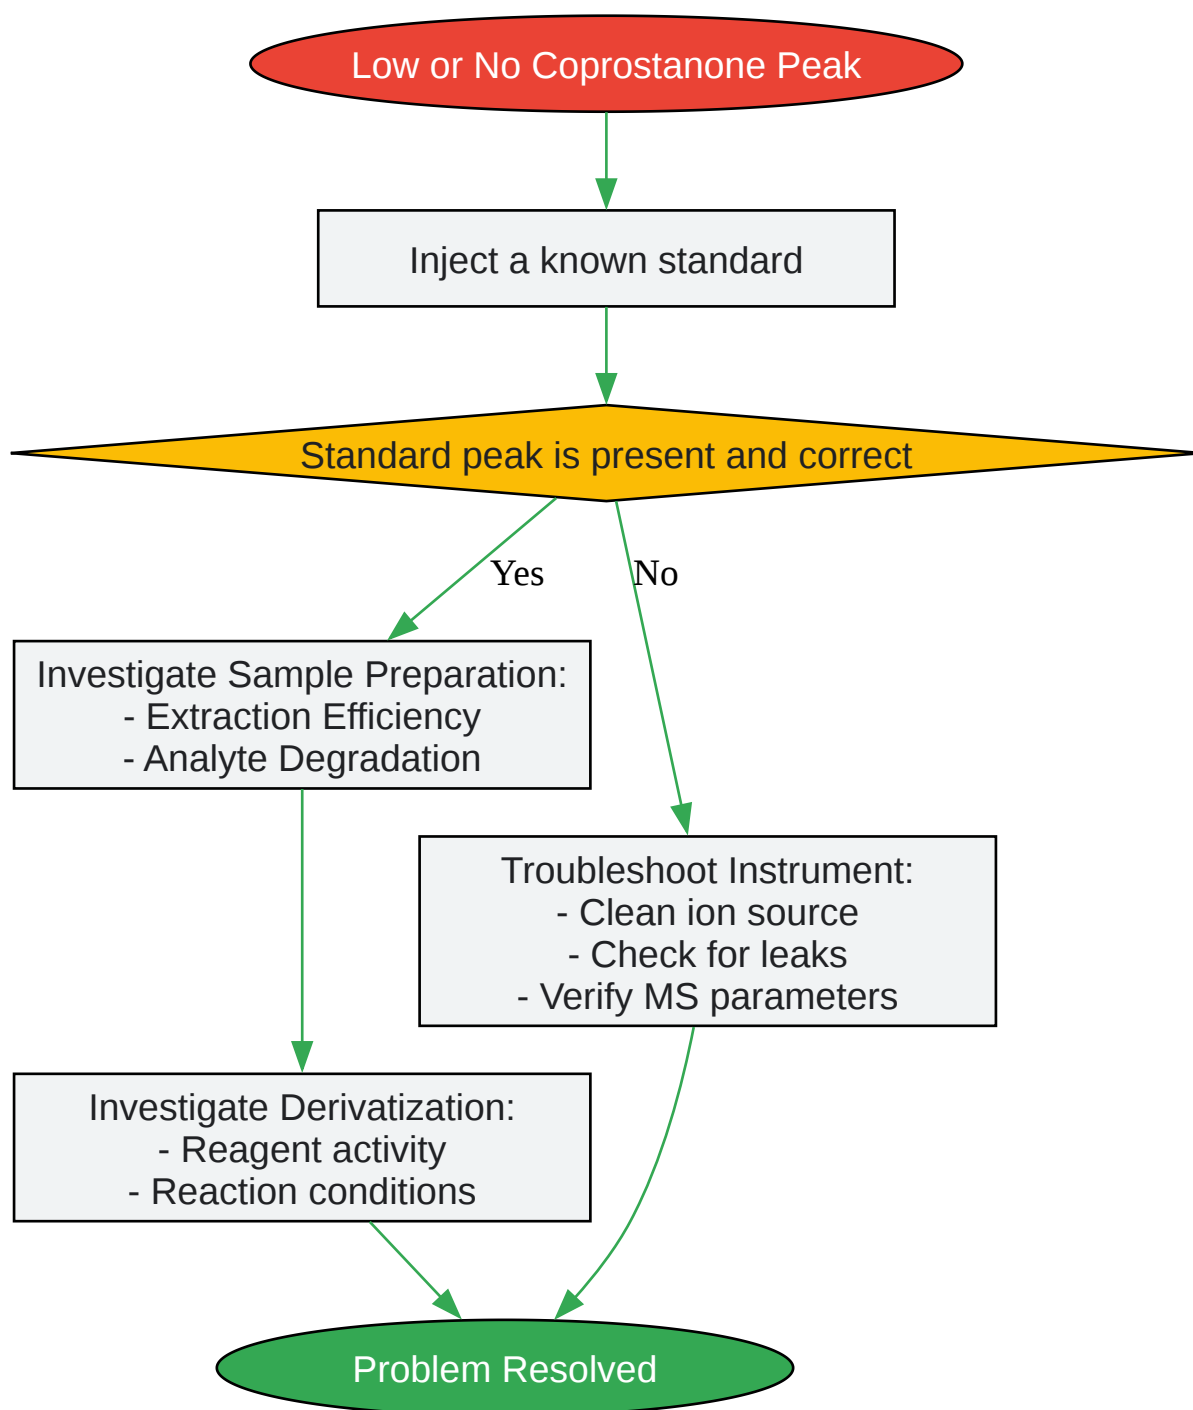 Low or No Coprostanone Peak
Inject a known standard
Standard peak is present and correct
Yes
No
Investigate Sample Preparation:
- Extraction Efficiency
- Analyte Degradation
Troubleshoot Instrument:
- Clean ion source
- Check for leaks
- Verify MS parameters
Investigate Derivatization:
- Reagent activity
- Reaction conditions
Problem Resolved